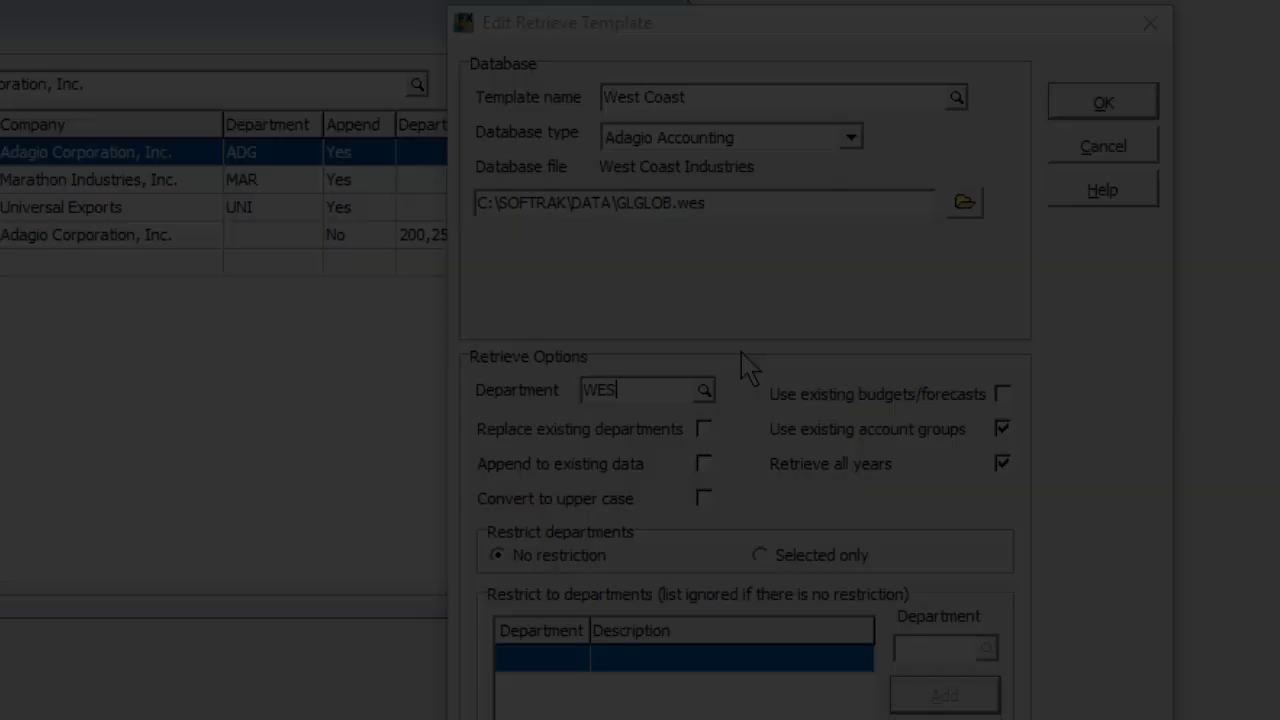 Edit Retrieve Template
Database
oration, Inc.
Template name West Coast
Company Department Append Depart
Database type Adagio Accounting
Adagio Corporation, Inc. ADG Yes
Database file West Coast Industries
Marathon Industries, Inc. MAR Yes
C:\SOFTRAK\DATA\GLGLOB.wes
Universal Exports UNI Yes
Adagio Corporation, Inc. No 200,25
OK
Cancel
Help
Retrieve Options
Department WES
Use existing budgets/forecasts
Replace existing departments
Use existing account groups
Append to existing data
Retrieve all years
Convert to upper case
Restrict departments
No restriction Selected only
Restrict to departments (list ignored if there is no restriction)
Department Description
Department
Add